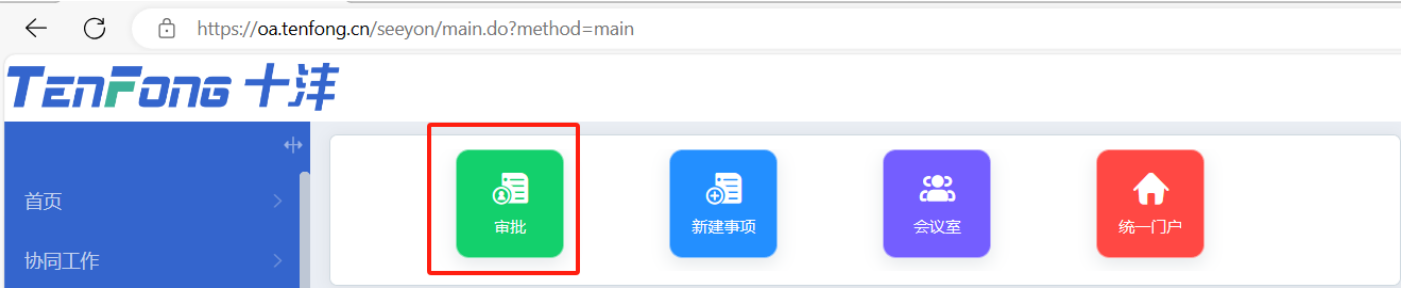 https://oa.tenfong.cn/seeyon/main.do?method=main
TENFONG 十沣
首页
协同工作
审批
新建事项
会议室
统一门户